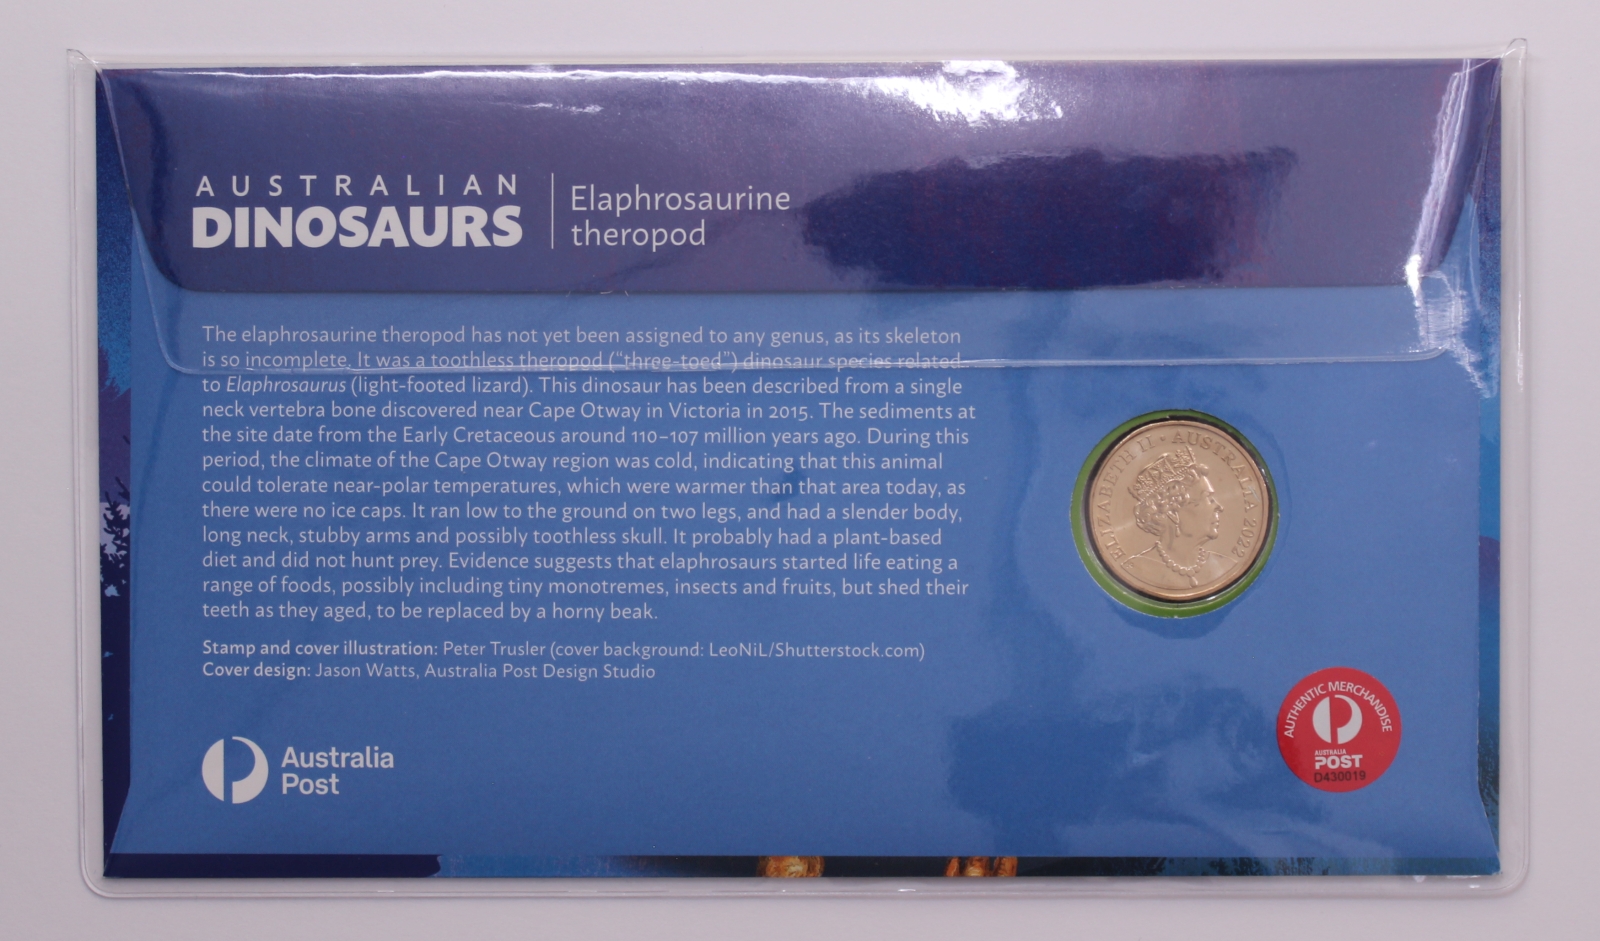 AUSTRALIAN
DINOSAURS
Elaphrosaurine
theropod
The elaphrosaurine theropod has not yet been assigned to any genus, as its skeleton
is so incomplete. It was a toothless theropod (“three-toed”) dinosaur species related
to Elaphrosaurus (light-footed lizard). This dinosaur has been described from a single
neck vertebra bone discovered near Cape Otway in Victoria in 2015. The sediments at
the site date from the Early Cretaceous around 110–107 million years ago. During this
period, the climate of the Cape Otway region was cold, indicating that this animal
could tolerate near-polar temperatures, which were warmer than that area today, as
there were no ice caps. It ran low to the ground on two legs, and had a slender body,
long neck, stubby arms and possibly toothless skull. It probably had a plant-based
diet and did not hunt prey. Evidence suggests that elaphrosaurs started life eating a
range of foods, possibly including tiny monotremes, insects and fruits, but shed their
teeth as they aged, to be replaced by a horny beak.
Stamp and cover illustration: Peter Trusler (cover background: LeoNiL/Shutterstock.com)
Cover design: Jason Watts, Australia Post Design Studio
Australia
Post
ELIZABETH II • AUSTRALIA 2022
AUTHENTIC MERCHANDISE
AUSTRALIA
POST
D430019